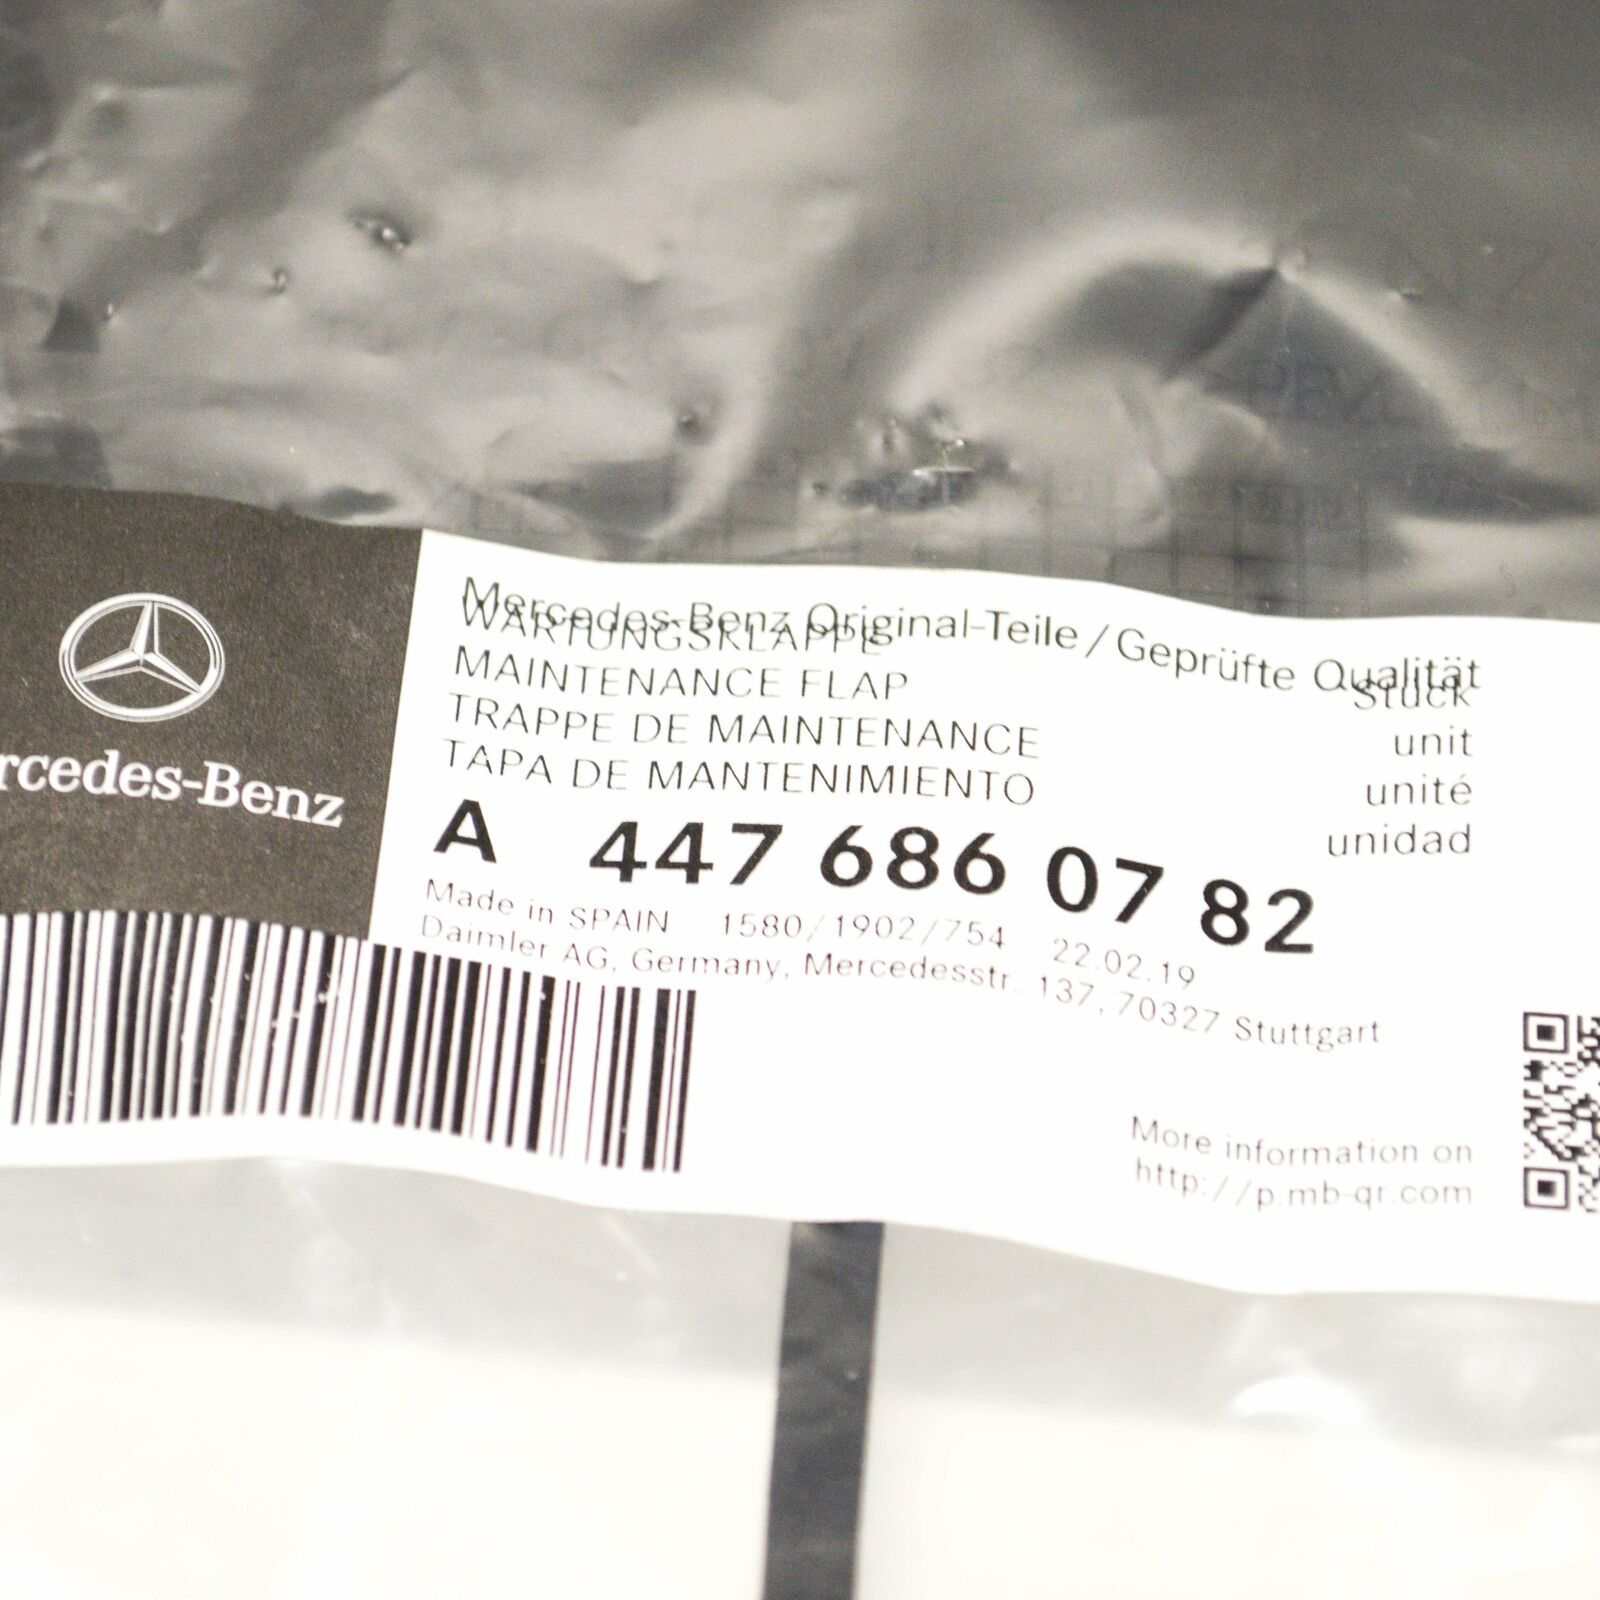 rcedes-Benz
Mercedes-Benz Original-Teile / Geprüfte Qualität
WARTUNGSKLAPPE Stück
MAINTENANCE FLAP unit
TRAPPE DE MAINTENANCE unité
TAPA DE MANTENIMIENTO unidad
A 447 686 07 82
Made in SPAIN 1580/1902/754 22.02.19
Daimler AG, Germany, Mercedesstr. 137, 70327 Stuttgart
More information on
http://p.mb-qr.com